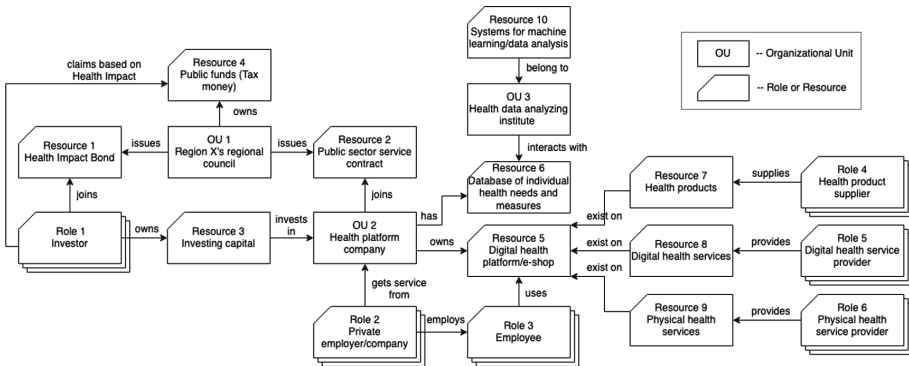 Resource 10
Systems for machine
learning/data analysis
OU
-- Organizational Unit
-- Role or Resource
claims based on
Health Impact
Resource 4
Public funds (Tax
money)
belong to
owns
OU 3
Health data analyzing
institute
Resource 1
Health Impact Bond
issues
OU 1
Region X's regional
council
issues
Resource 2
Public sector service
contract
interacts with
joins
joins
Resource 6
Database of individual
health needs and
measures
Resource 7
Health products
supplies
Role 4
Health product
supplier
Role 1
Investor
owns
Resource 3
Investing capital
invests
in
OU 2
Health platform
company
has
owns
Resource 5
Digital health
platform/e-shop
exist on
exist on
exist on
Resource 8
Digital health services
provides
Role 5
Digital health service
provider
gets service
from
uses
Role 2
Private
employer/company
employs
Role 3
Employee
Resource 9
Physical health
services
provides
Role 6
Physical health
service provider